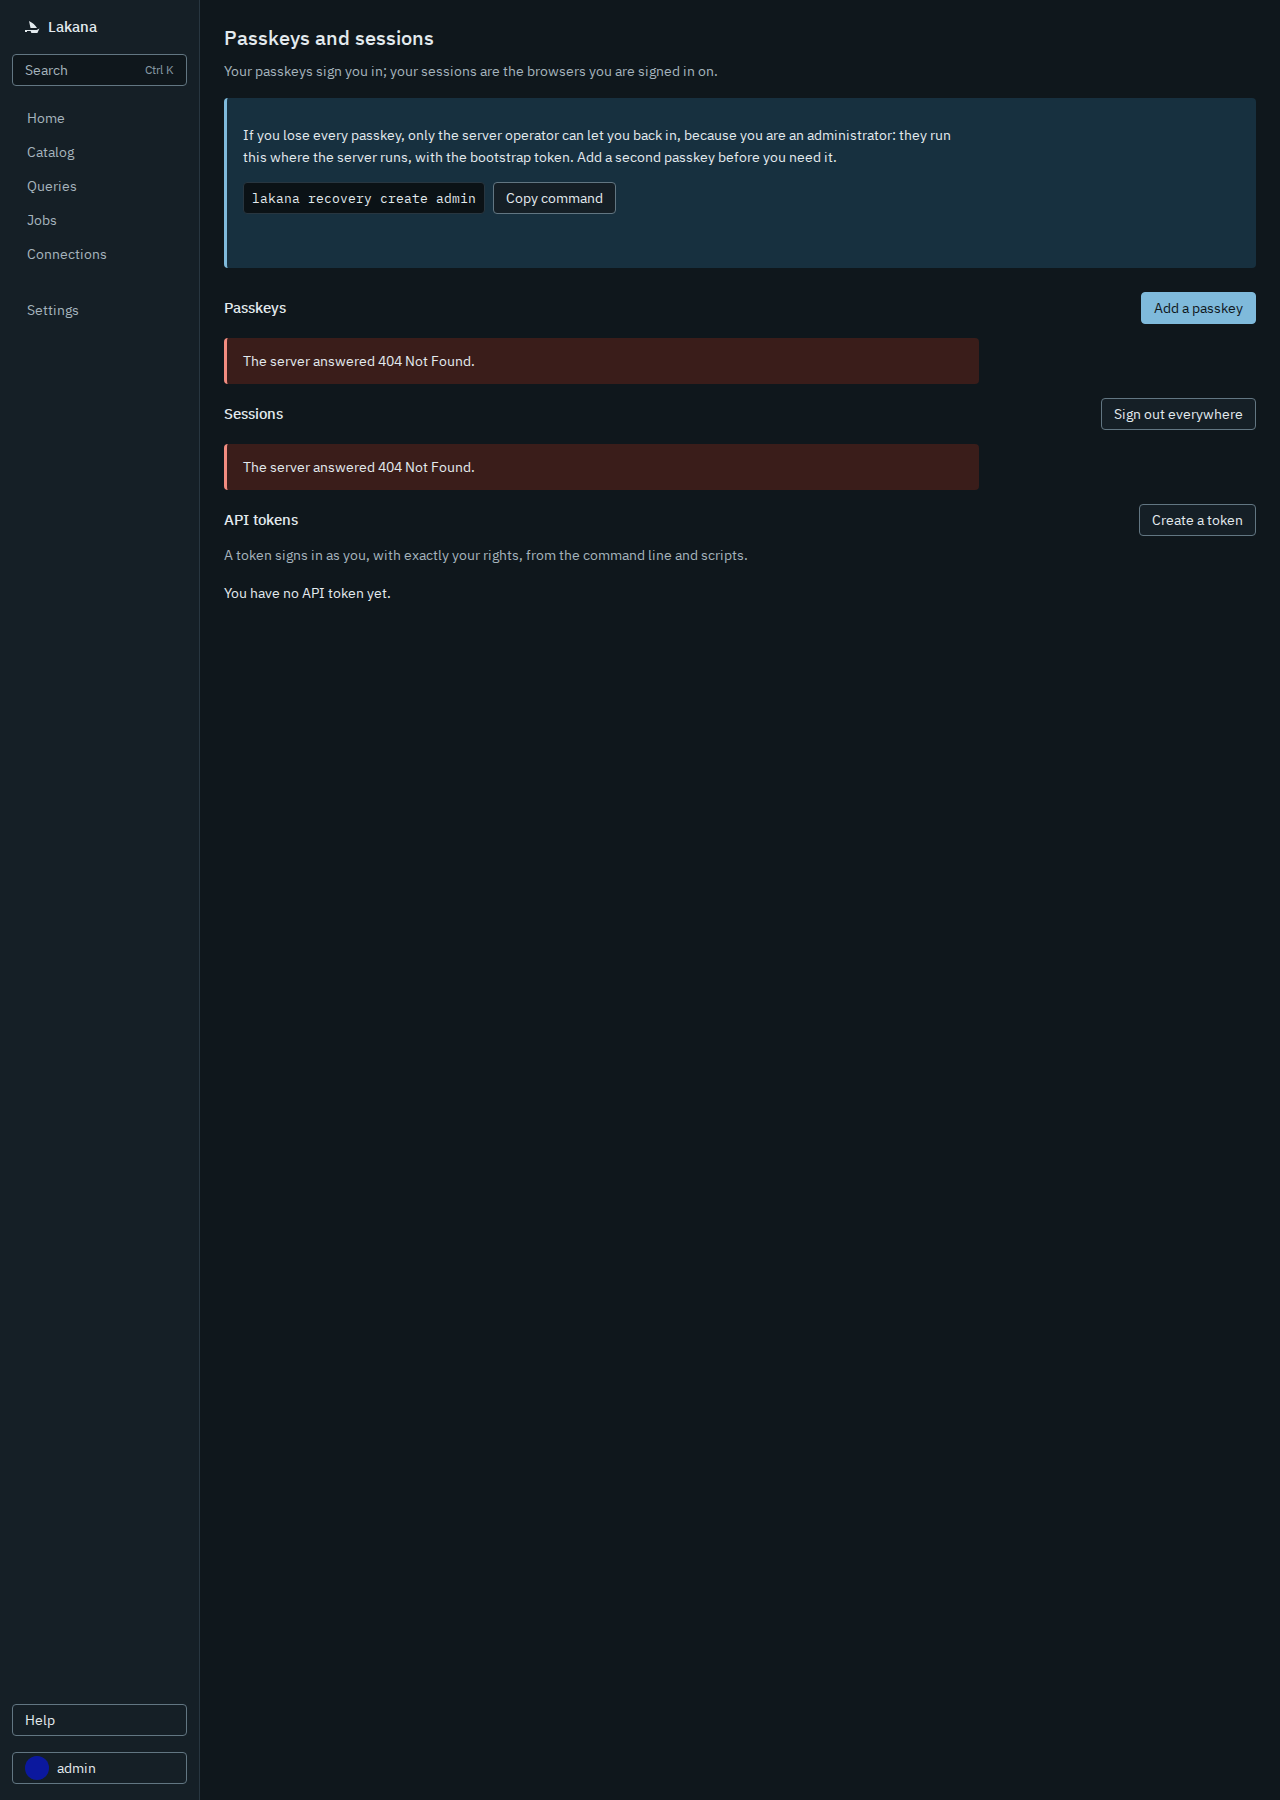 Lakana
Search Ctrl K
Home
Catalog
Queries
Jobs
Connections
Settings
Passkeys and sessions
Your passkeys sign you in; your sessions are the browsers you are signed in on.
If you lose every passkey, only the server operator can let you back in, because you are an administrator: they run
this where the server runs, with the bootstrap token. Add a second passkey before you need it.
lakana recovery create admin Copy command
Passkeys Add a passkey
The server answered 404 Not Found.
Sessions Sign out everywhere
The server answered 404 Not Found.
API tokens Create a token
A token signs in as you, with exactly your rights, from the command line and scripts.
You have no API token yet.
Help
admin